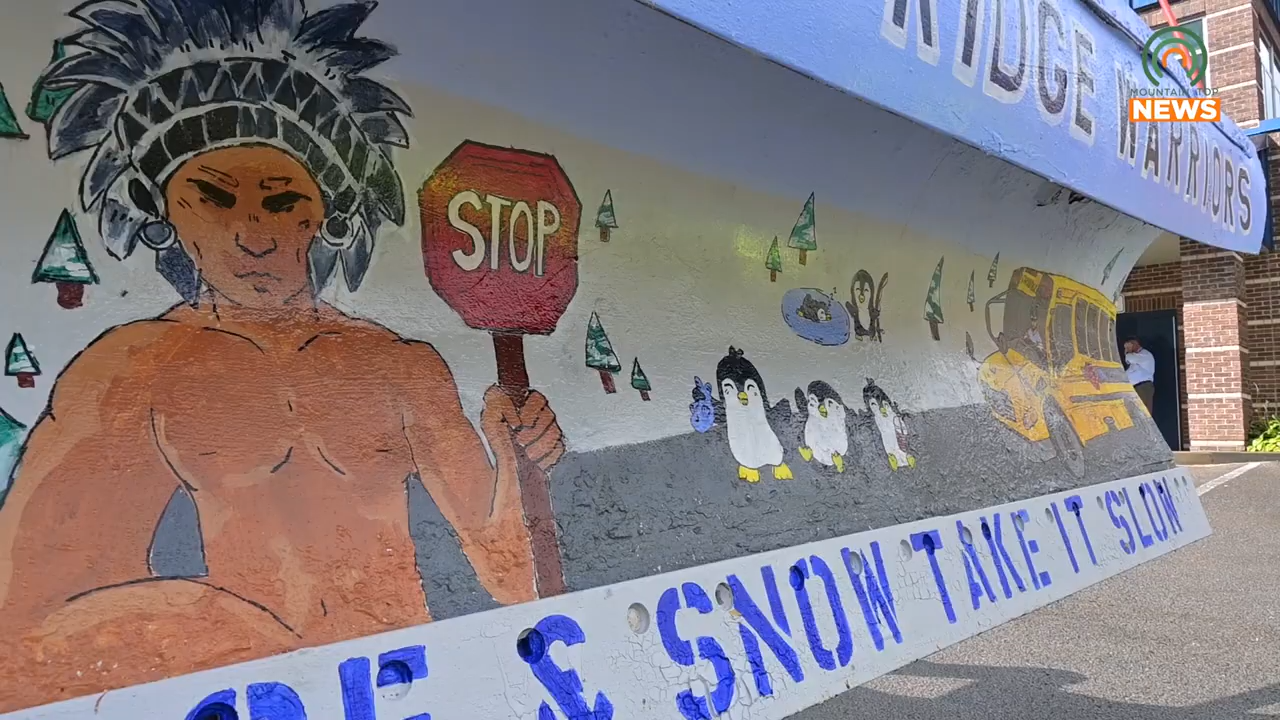 RIDGE WARRIORS
MOUNTAIN TOP
NEWS
STOP
& SNOW TAKE IT SLOW